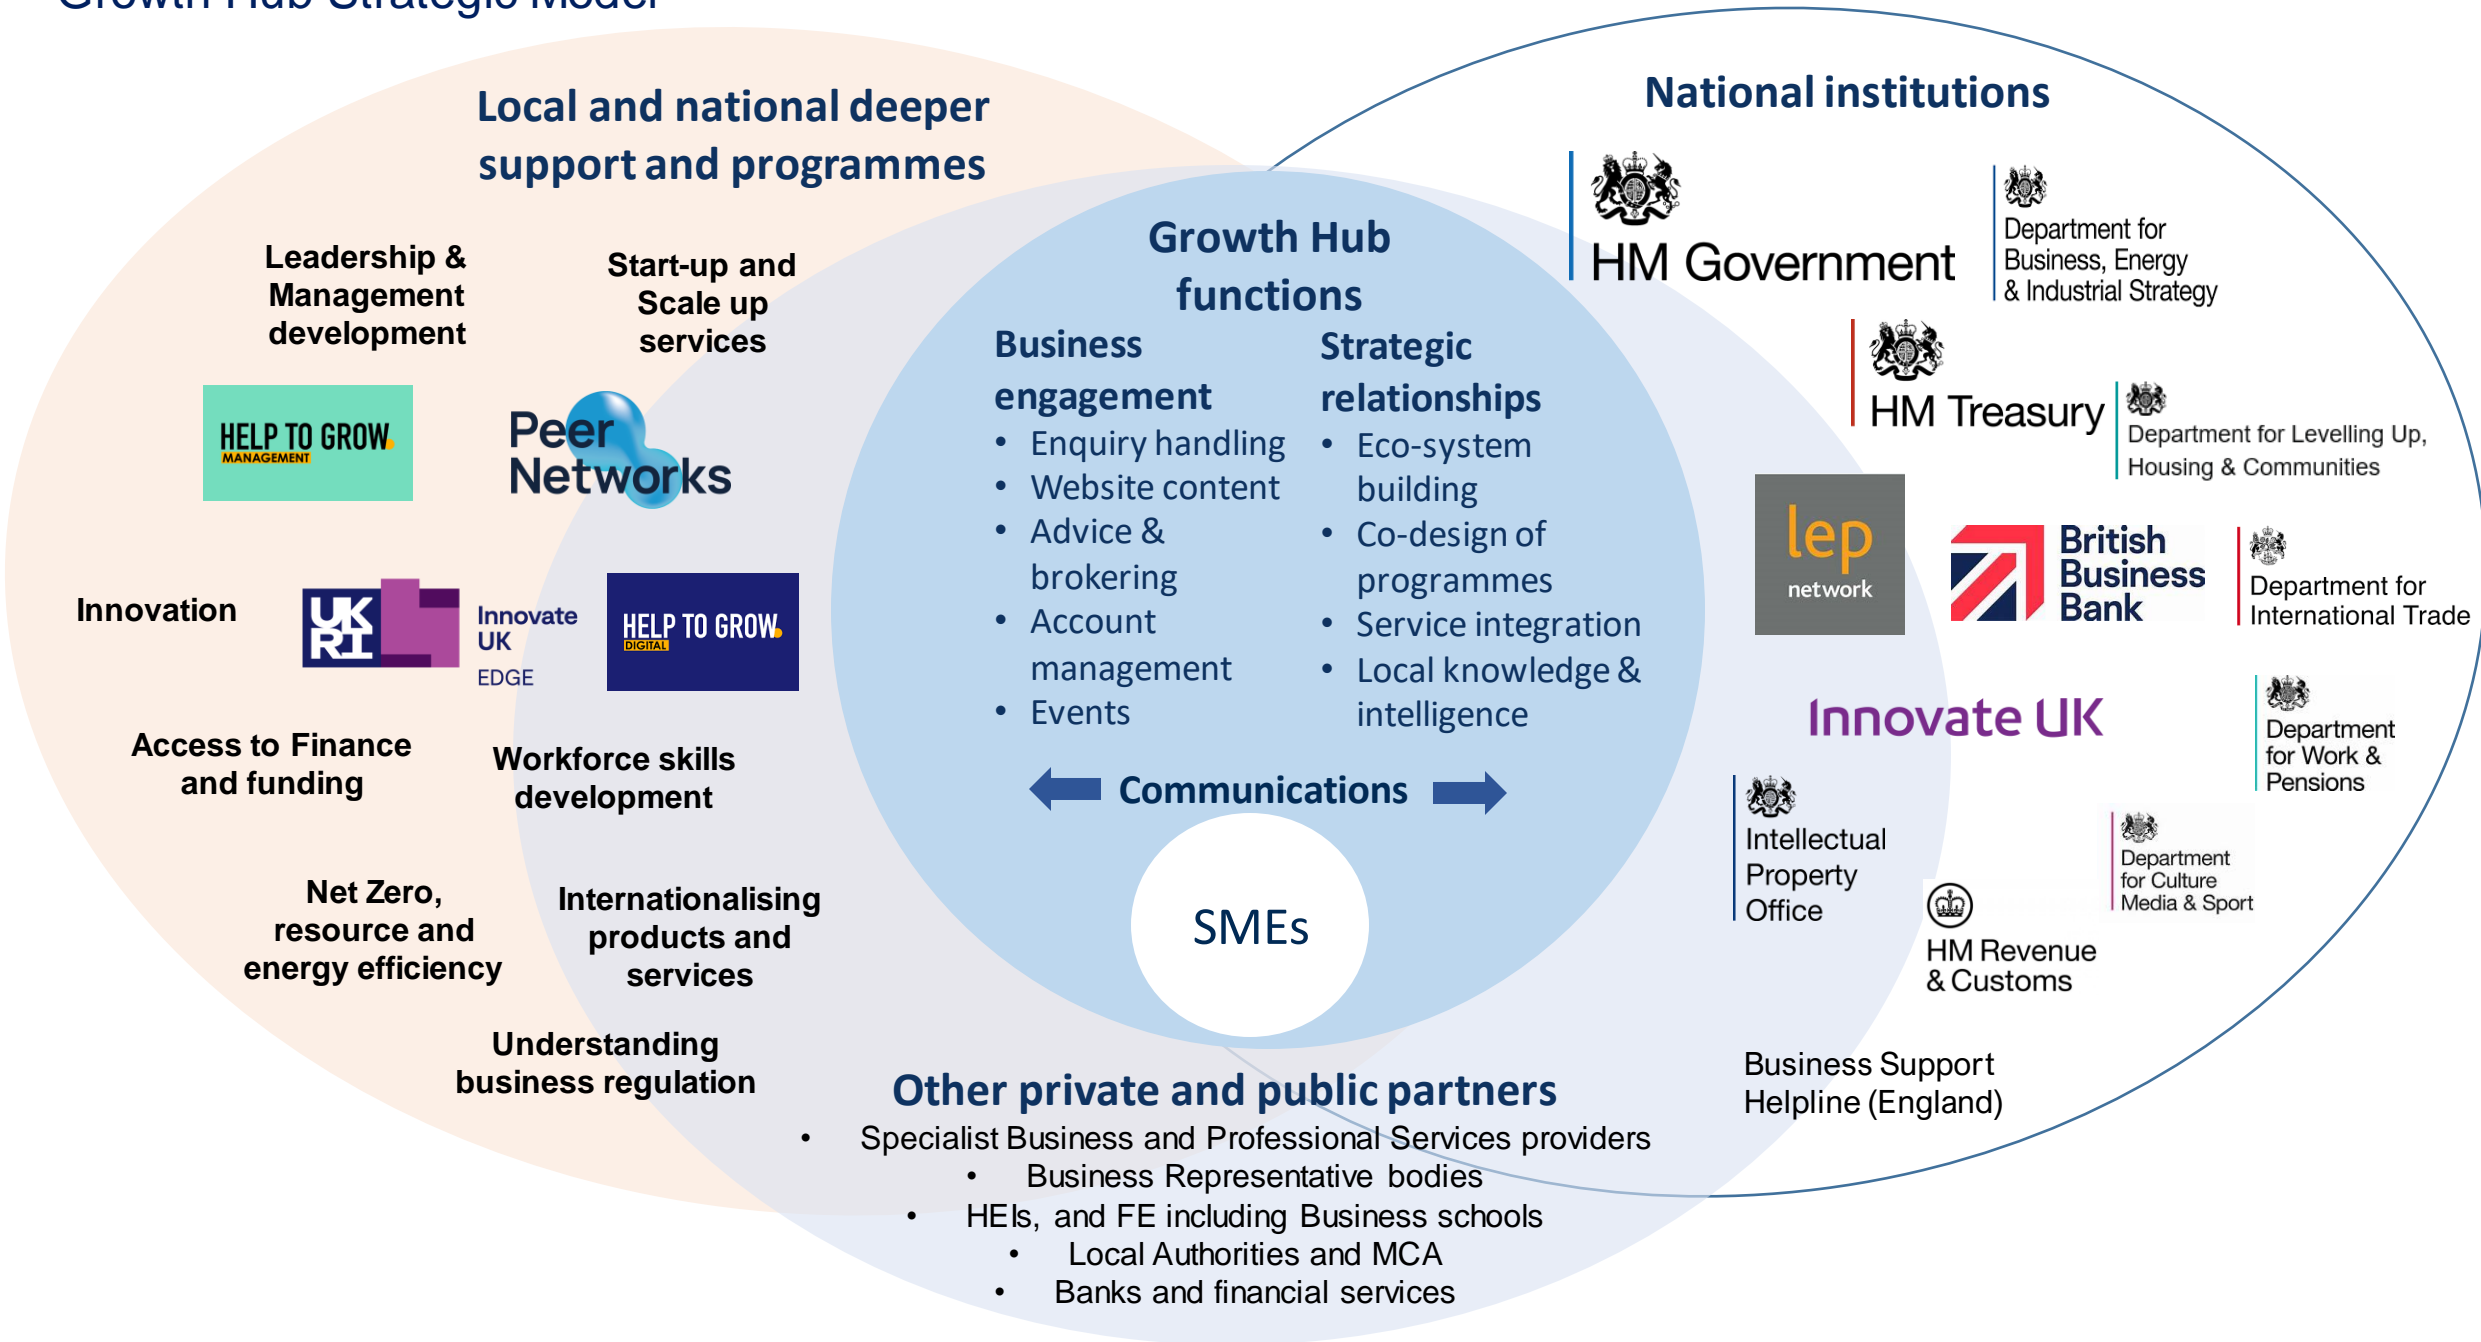 Growth Hub Strategic Model
Local and national deeper
support and programmes
Leadership &
Management
development
Start-up and
Scale up
services
HELP TO GROW
MANAGEMENT
Peer
Networks
Innovation
UK
RI
Innovate
UK
EDGE
HELP TO GROW
DIGITAL
Access to Finance
and funding
Workforce skills
development
Net Zero,
resource and
energy efficiency
Internationalising
products and
services
Understanding
business regulation
Growth Hub
functions
Business
engagement
• Enquiry handling
• Website content
• Advice &
brokering
• Account
management
• Events
Strategic
relationships
• Eco-system
building
• Co-design of
programmes
• Service integration
• Local knowledge &
intelligence
Communications
SMEs
Other private and public partners
• Specialist Business and Professional Services providers
• Business Representative bodies
• HEIs, and FE including Business schools
• Local Authorities and MCA
• Banks and financial services
National institutions
HM Government
Department for
Business, Energy
& Industrial Strategy
HM Treasury
Department for Levelling Up,
Housing & Communities
lep
network
British
Business
Bank
Department for
International Trade
Innovate UK
Department
for Work &
Pensions
Intellectual
Property
Office
Department
for Culture
Media & Sport
HM Revenue
& Customs
Business Support
Helpline (England)